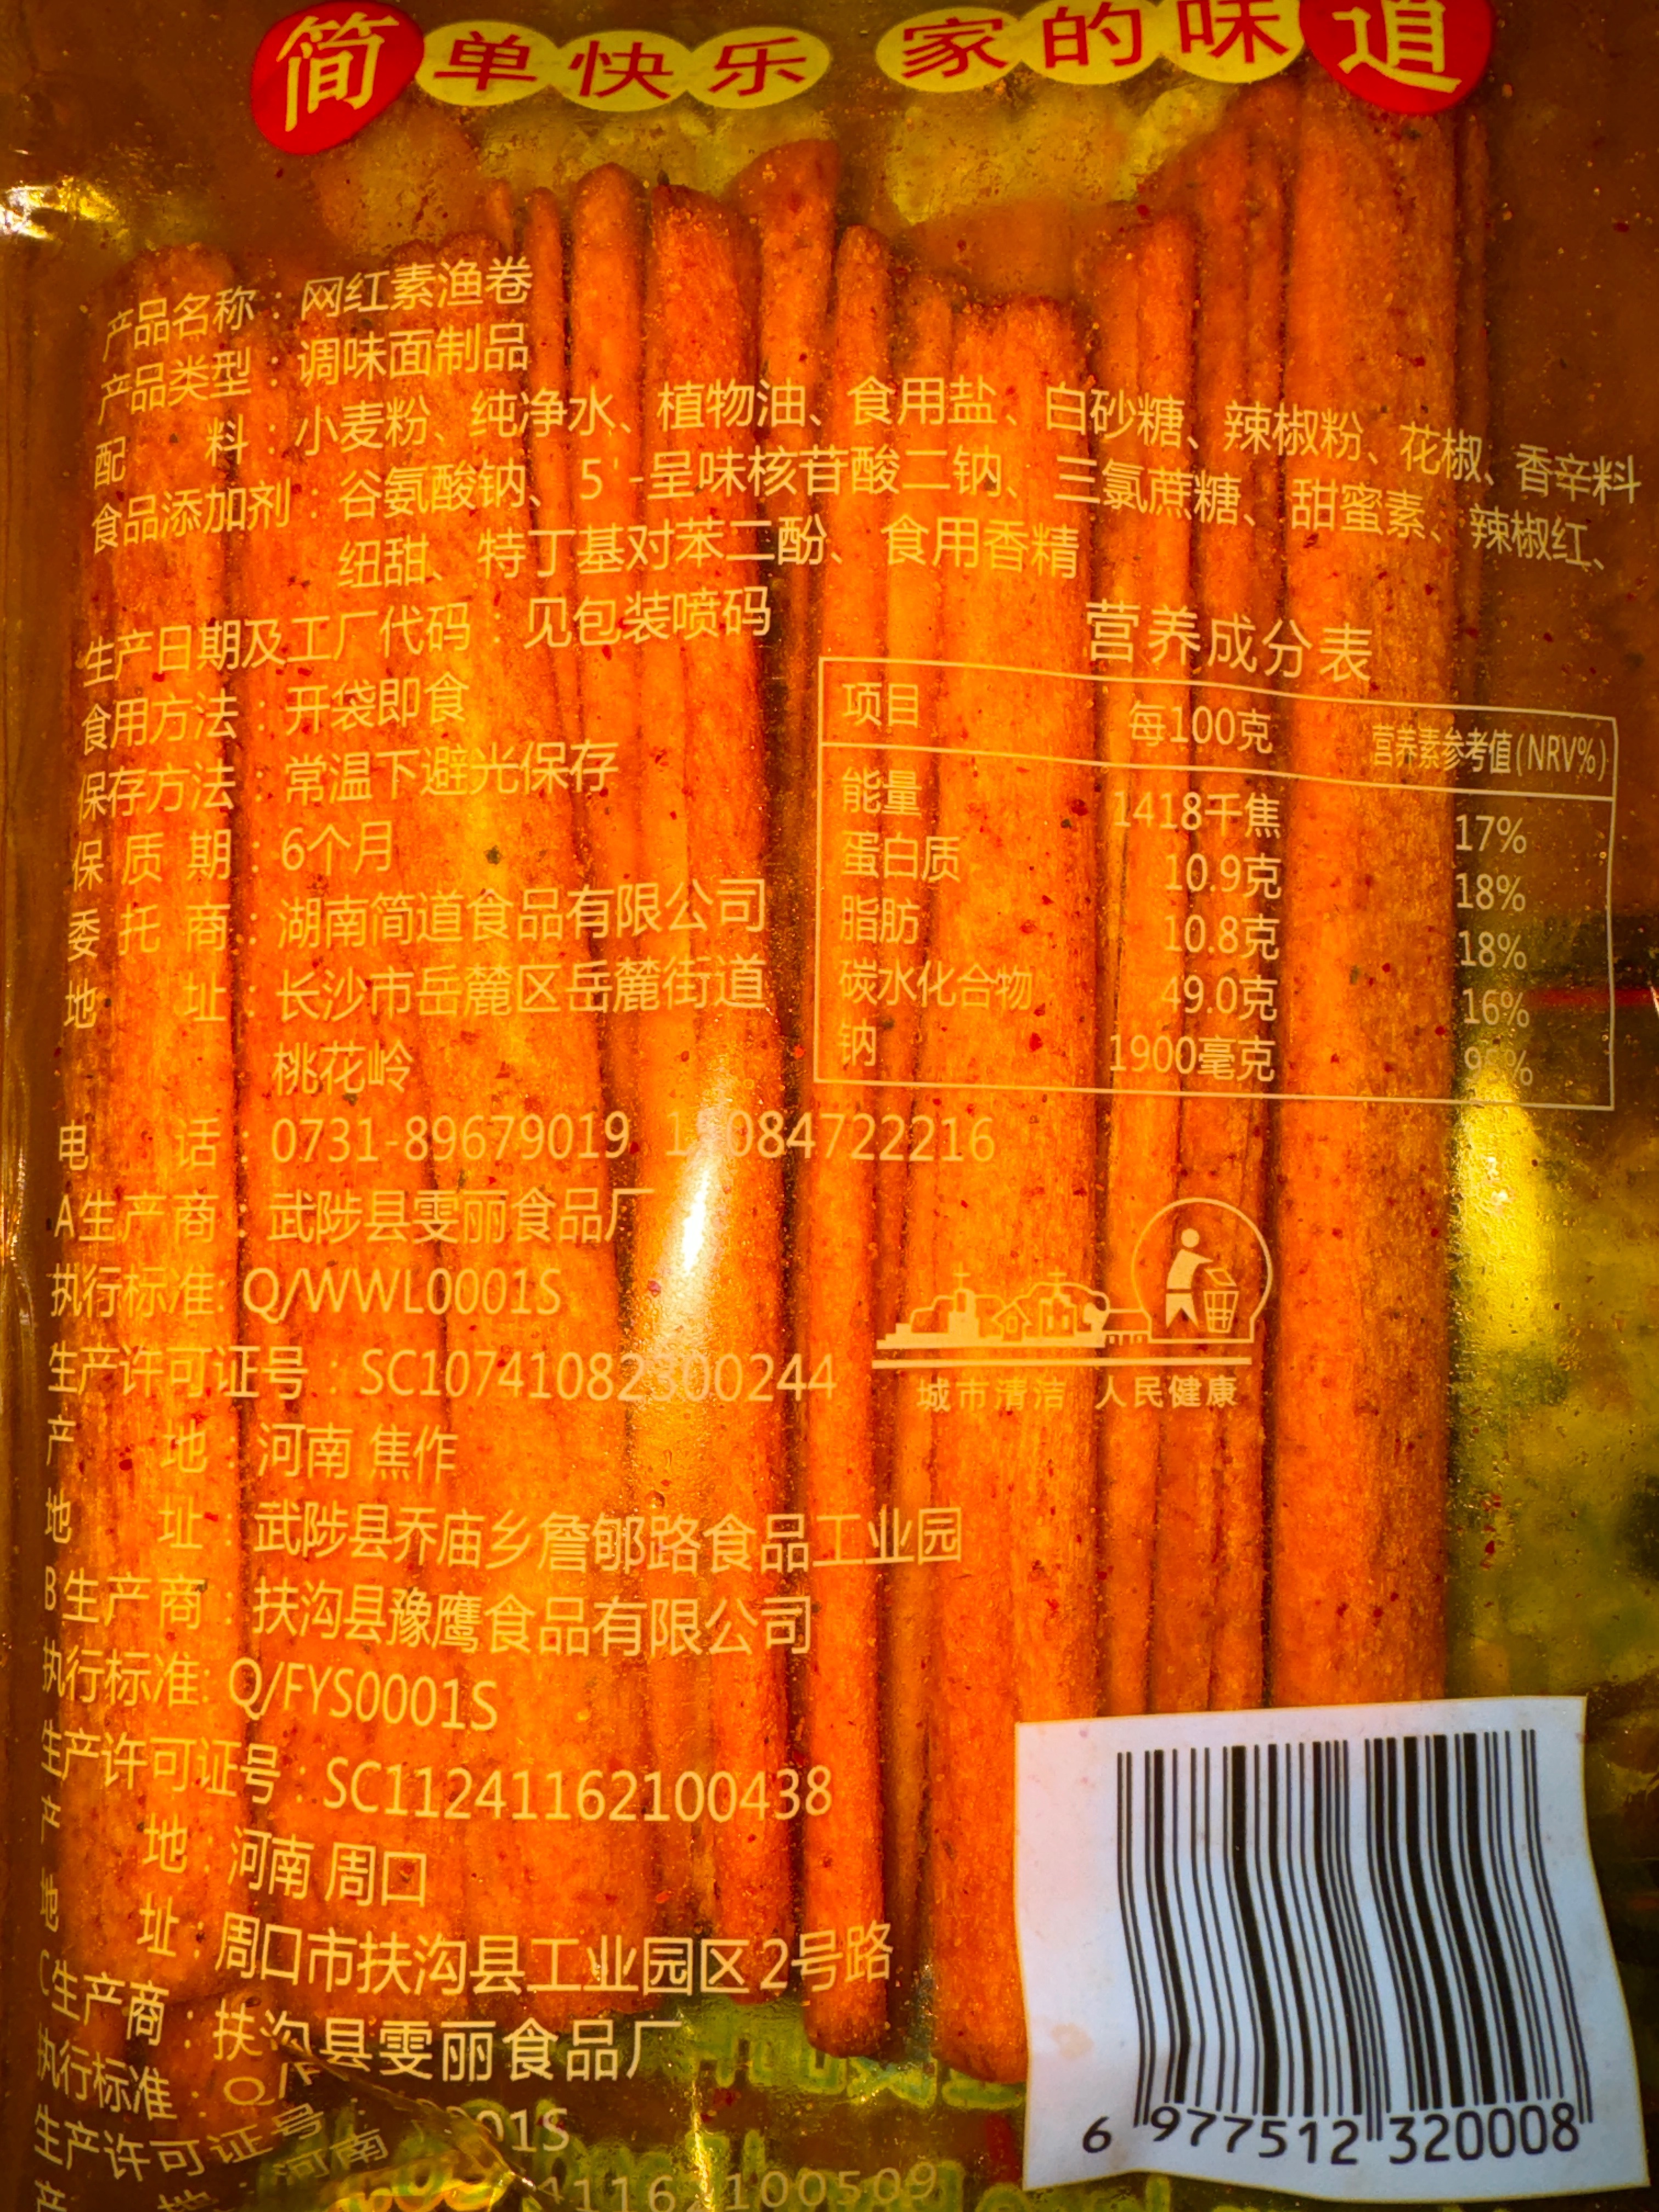 简单快乐 家的味道
产品名称：网红素渔卷
产品类型：调味面制品
配 料：小麦粉、纯净水、植物油、食用盐、白砂糖、辣椒粉、花椒、香辛料
食品添加剂：谷氨酸钠、5'-呈味核苷酸二钠、三氯蔗糖、甜蜜素、辣椒红、
纽甜、特丁基对苯二酚、食用香精
生产日期及工厂代码：见包装喷码
食用方法：开袋即食
保存方法：常温下避光保存
保 质 期：6个月
委 托 商：湖南简道食品有限公司
地 址：长沙市岳麓区岳麓街道
桃花岭
电 话：0731-89679019
营养成分表
项目 每100克 营养素参考值(NRV%)
能量 1418千焦 17%
蛋白质 10.9克 18%
脂肪 10.8克 18%
碳水化合物 49.0克 16%
钠 1900毫克
A生产商：武陟县雯丽食品厂
执行标准: Q/WWL0001S
生产许可证号：SC10741082300244
产 地：河南 焦作
地 址：武陟县乔庙乡詹郇路食品工业园
城市清洁 人民健康
B生产商：扶沟县豫鹰食品有限公司
执行标准: Q/FYS0001S
生产许可证号：SC11241162100438
产 地：河南 周口
地 址：周口市扶沟县工业园区2号路
C生产商：扶沟县雯丽食品厂
执行标准：
生产许可证号
产 地：河南
6 977512 320008